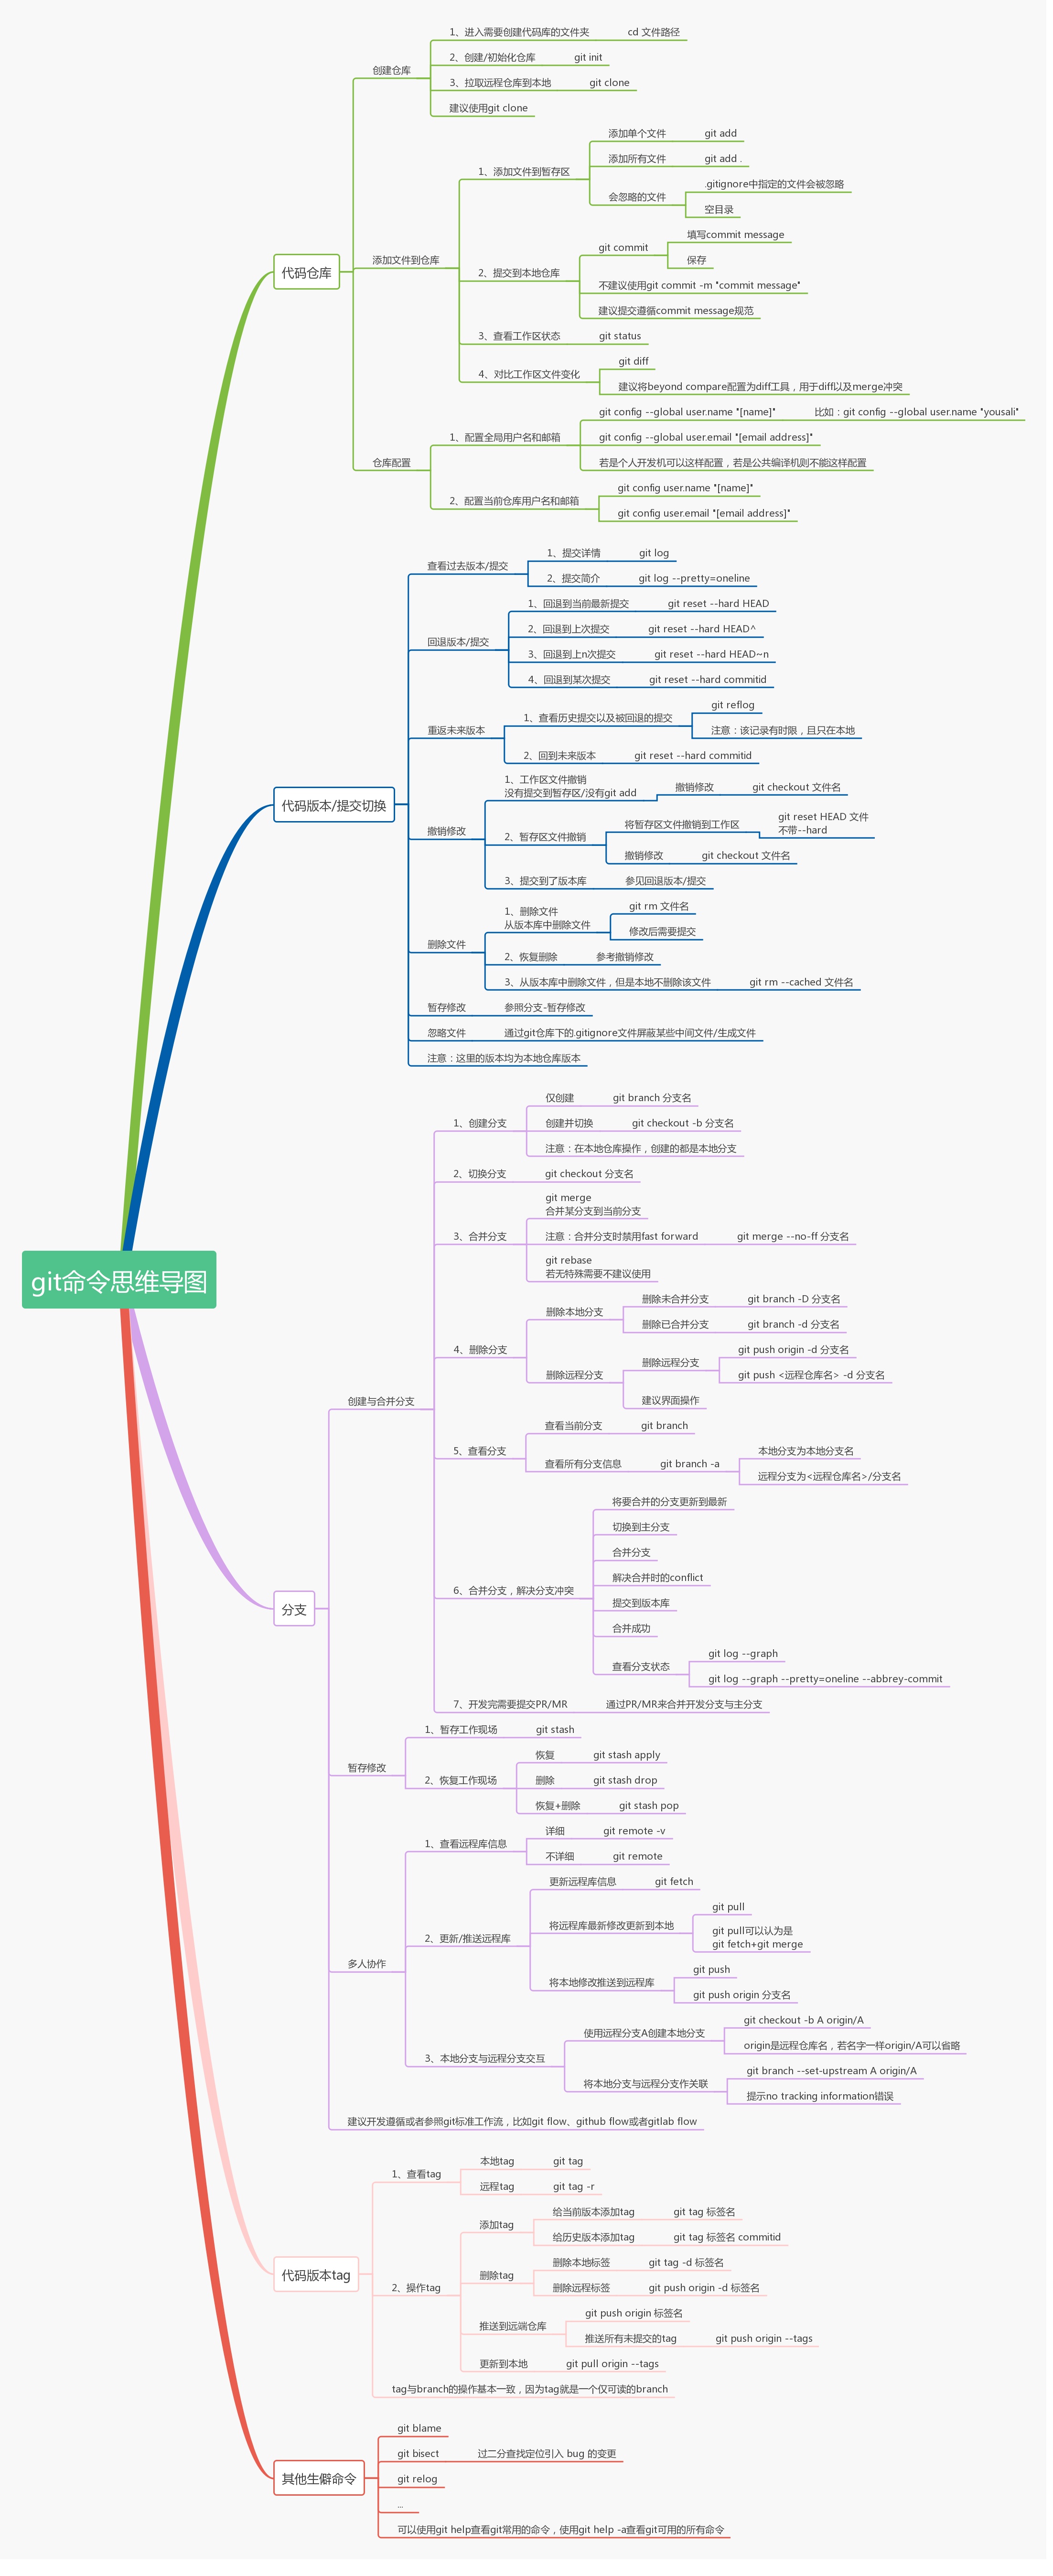 git命令思维导图
代码仓库
创建仓库
1、进入需要创建代码库的文件夹
cd 文件路径
2、创建/初始化仓库
git init
3、拉取远程仓库到本地
git clone
建议使用git clone
添加文件到仓库
1、添加文件到暂存区
添加单个文件
git add
添加所有文件
git add .
会忽略的文件
.gitignore中指定的文件会被忽略
空目录
2、提交到本地仓库
git commit
填写commit message
保存
不建议使用git commit -m "commit message"
建议提交遵循commit message规范
3、查看工作区状态
git status
4、对比工作区文件变化
git diff
建议将beyond compare配置为diff工具，用于diff以及merge冲突
仓库配置
1、配置全局用户名和邮箱
git config --global user.name "[name]"
比如：git config --global user.name "yousali"
git config --global user.email "[email address]"
若是个人开发机可以这样配置，若是公共编译机则不能这样配置
2、配置当前仓库用户名和邮箱
git config user.name "[name]"
git config user.email "[email address]"
代码版本/提交切换
查看过去版本/提交
1、提交详情
git log
2、提交简介
git log --pretty=oneline
回退版本/提交
1、回退到当前最新提交
git reset --hard HEAD
2、回退到上次提交
git reset --hard HEAD^
3、回退到上n次提交
git reset --hard HEAD~n
4、回退到某次提交
git reset --hard commitid
重返未来版本
1、查看历史提交以及被回退的提交
git reflog
注意：该记录有时限，且只在本地
2、回到未来版本
git reset --hard commitid
撤销修改
1、工作区文件撤销
没有提交到暂存区/没有git add
撤销修改
git checkout 文件名
2、暂存区文件撤销
将暂存区文件撤销到工作区
git reset HEAD 文件
不带--hard
撤销修改
git checkout 文件名
3、提交到了版本库
参见回退版本/提交
删除文件
1、删除文件
从版本库中删除文件
git rm 文件名
修改后需要提交
2、恢复删除
参考撤销修改
3、从版本库中删除文件，但是本地不删除该文件
git rm --cached 文件名
暂存修改
参照分支-暂存修改
忽略文件
通过git仓库下的.gitignore文件屏蔽某些中间文件/生成文件
注意：这里的版本均为本地仓库版本
分支
创建与合并分支
1、创建分支
仅创建
git branch 分支名
创建并切换
git checkout -b 分支名
注意：在本地仓库操作，创建的都是本地分支
2、切换分支
git checkout 分支名
3、合并分支
git merge
合并某分支到当前分支
注意：合并分支时禁用fast forward
git merge --no-ff 分支名
git rebase
若无特殊需要不建议使用
4、删除分支
删除本地分支
删除未合并分支
git branch -D 分支名
删除已合并分支
git branch -d 分支名
删除远程分支
删除远程分支
git push origin -d 分支名
git push <远程仓库名> -d 分支名
建议界面操作
5、查看分支
查看当前分支
git branch
查看所有分支信息
git branch -a
本地分支为本地分支名
远程分支为<远程仓库名>/分支名
6、合并分支，解决分支冲突
将要合并的分支更新到最新
切换到主分支
合并分支
解决合并时的conflict
提交到版本库
合并成功
查看分支状态
git log --graph
git log --graph --pretty=oneline --abbrey-commit
7、开发完需要提交PR/MR
通过PR/MR来合并开发分支与主分支
暂存修改
1、暂存工作现场
git stash
2、恢复工作现场
恢复
git stash apply
删除
git stash drop
恢复+删除
git stash pop
多人协作
1、查看远程库信息
详细
git remote -v
不详细
git remote
2、更新/推送远程库
更新远程库信息
git fetch
将远程库最新修改更新到本地
git pull
git pull可以认为是
git fetch+git merge
将本地修改推送到远程库
git push
git push origin 分支名
3、本地分支与远程分支交互
使用远程分支A创建本地分支
git checkout -b A origin/A
origin是远程仓库名，若名字一样origin/A可以省略
将本地分支与远程分支作关联
git branch --set-upstream A origin/A
提示no tracking information错误
建议开发遵循或者参照git标准工作流，比如git flow、github flow或者gitlab flow
代码版本tag
1、查看tag
本地tag
git tag
远程tag
git tag -r
2、操作tag
添加tag
给当前版本添加tag
git tag 标签名
给历史版本添加tag
git tag 标签名 commitid
删除tag
删除本地标签
git tag -d 标签名
删除远程标签
git push origin -d 标签名
推送到远端仓库
git push origin 标签名
推送所有未提交的tag
git push origin --tags
更新到本地
git pull origin --tags
tag与branch的操作基本一致，因为tag就是一个仅可读的branch
其他生僻命令
git blame
git bisect
过二分查找定位引入 bug 的变更
git relog
...
可以使用git help查看git常用的命令，使用git help -a查看git可用的所有命令